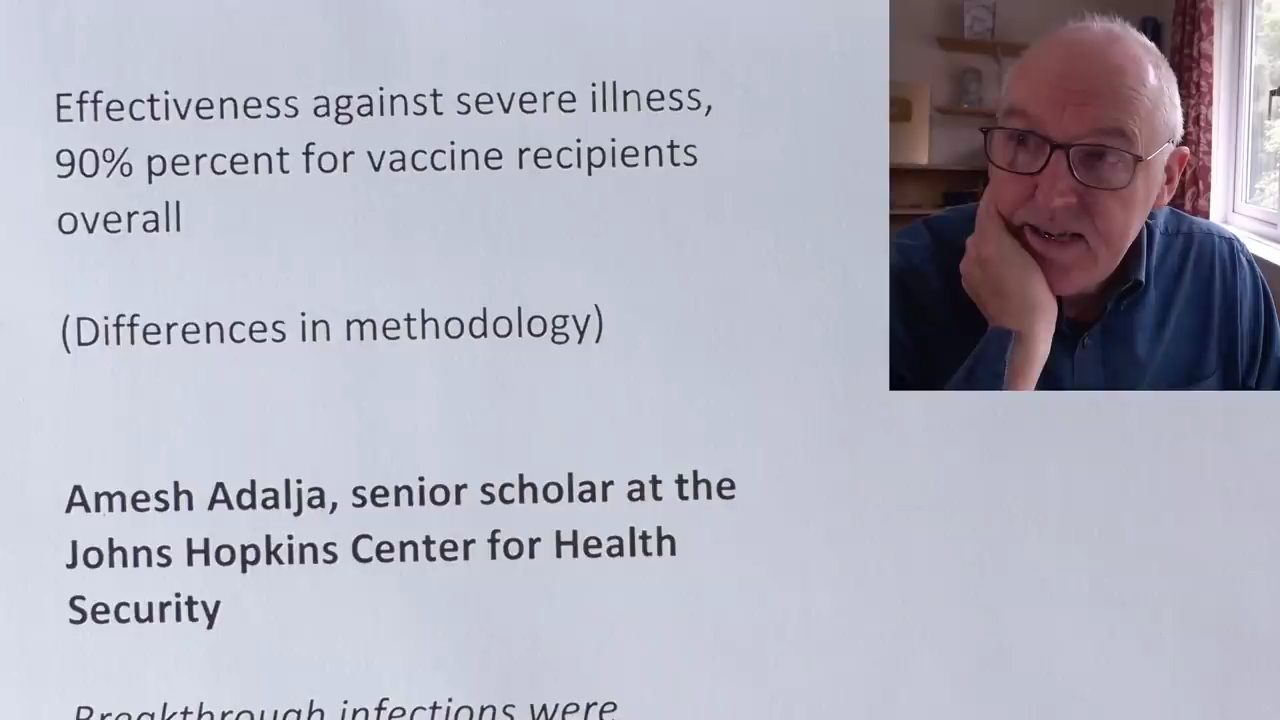 Effectiveness against severe illness,
90% percent for vaccine recipients
overall
(Differences in methodology)
Amesh Adalja, senior scholar at the
Johns Hopkins Center for Health
Security
Breakthrough infections were